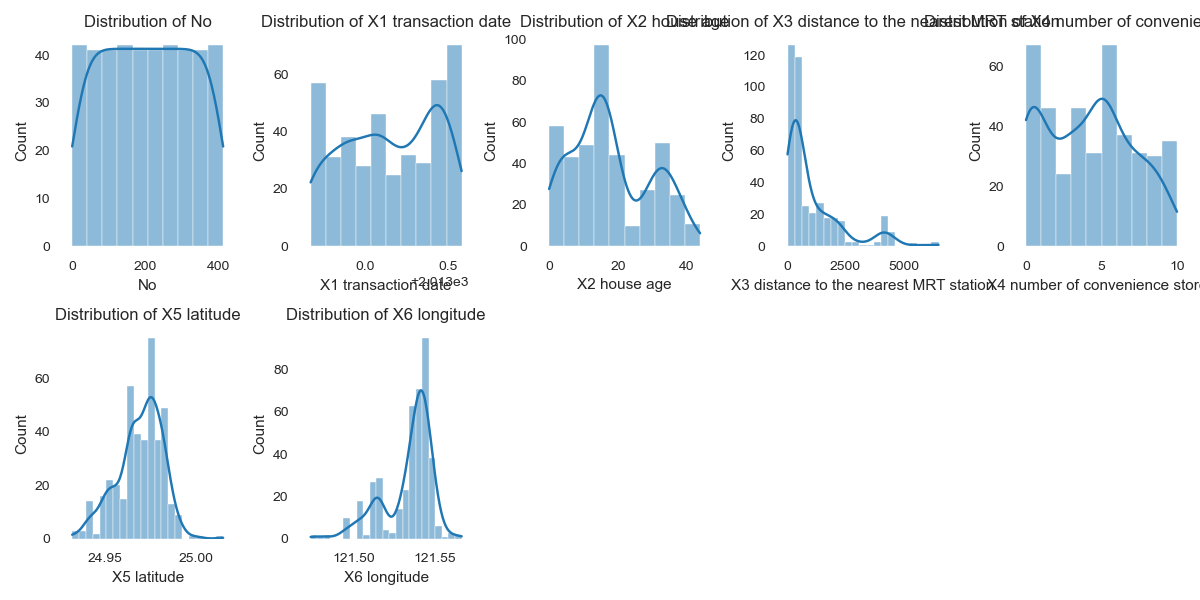 Distribution of No
Distribution of X1 transaction date
Distribution of X2 house age
Distribution of X3 distance to the nearest MRT station
Distribution of X4 number of convenie
Count
40
30
20
10
0
0
200
400
No
Count
60
40
20
0
0.0
0.5
+2.013e3
X1 transaction date
Count
100
80
60
40
20
0
0
20
40
X2 house age
Count
120
100
80
60
40
20
0
0
2500
5000
X3 distance to the nearest MRT station
Count
60
40
20
0
0
5
10
X4 number of convenience store
Distribution of X5 latitude
Distribution of X6 longitude
Count
60
40
20
0
24.95
25.00
X5 latitude
Count
80
60
40
20
0
121.50
121.55
X6 longitude